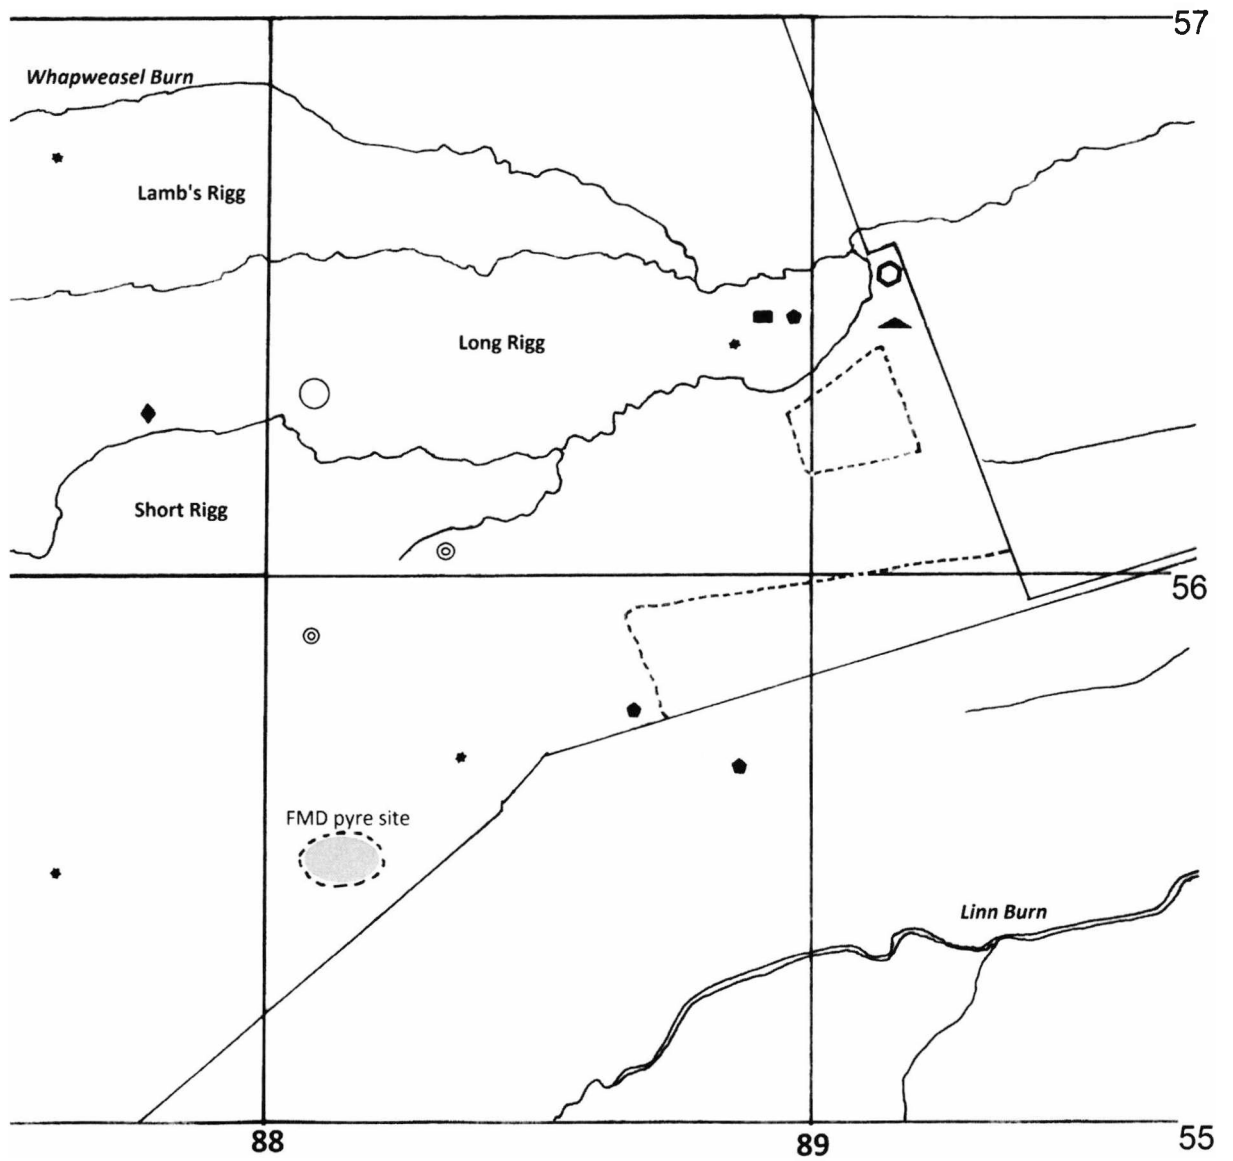 57
Whapweasel Burn
Lamb's Rigg
Long Rigg
Short Rigg
56
FMD pyre site
Linn Burn
88
89
55